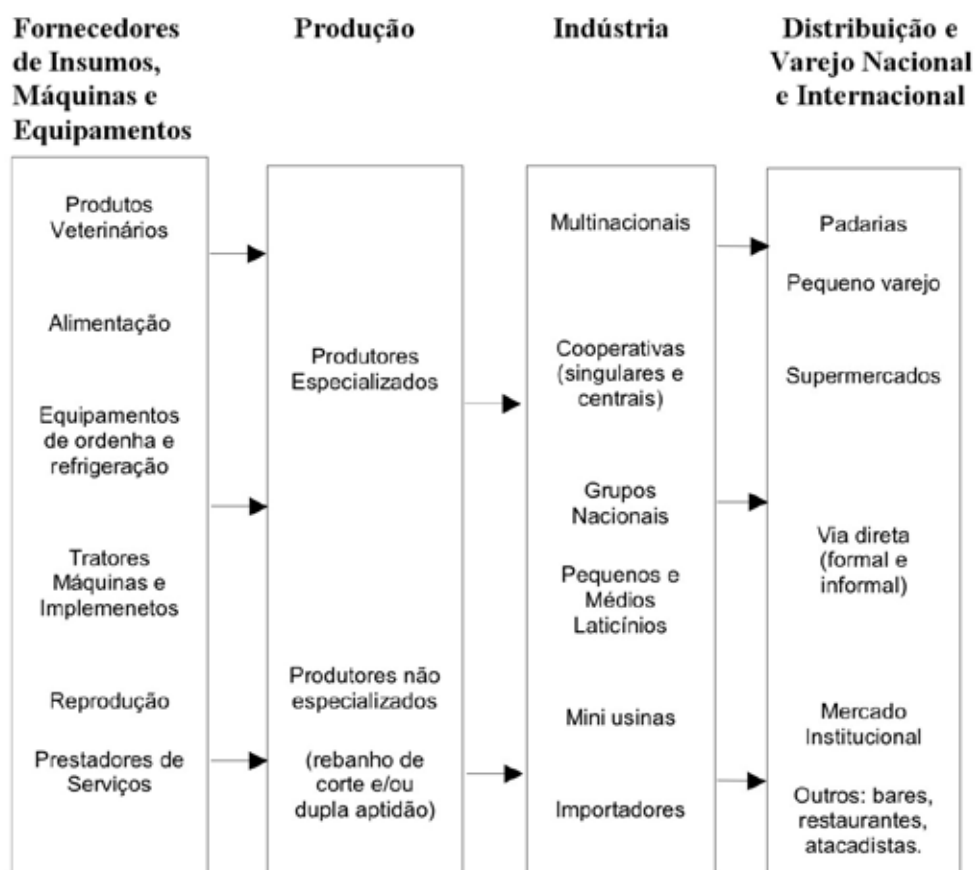 Fornecedores
de Insumos,
Máquinas e
Equipamentos
Produtos
Veterinários
Alimentação
Equipamentos
de ordenha e
refrigeração
Tratores
Máquinas e
Implemenetos
Reprodução
Prestadores de
Serviços
Produção
Produtores
Especializados
Produtores não
especializados
(rebanho de
corte e/ou
dupla aptidão)
Indústria
Multinacionais
Cooperativas
(singulares e
centrais)
Grupos
Nacionais
Pequenos e
Médios
Laticínios
Mini usinas
Importadores
Distribuição e
Varejo Nacional
e Internacional
Padarias
Pequeno varejo
Supermercados
Via direta
(formal e
informal)
Mercado
Institucional
Outros: bares,
restaurantes,
atacadistas.